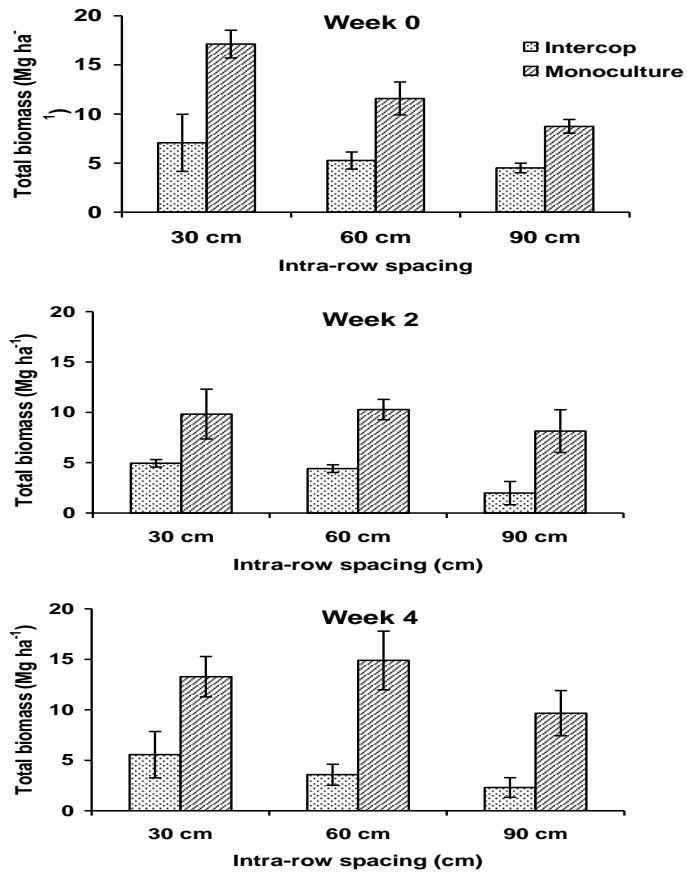 Week 0
Total biomass (Mg ha-
1)
20
15
10
5
0
Intercop
Monoculture
30 cm 60 cm 90 cm
Intra-row spacing
Week 2
Total biomass (Mg ha-1)
20
15
10
5
0
30 cm 60 cm 90 cm
Intra-row spacing (cm)
Week 4
Total biomass (Mg ha-1)
20
15
10
5
0
30 cm 60 cm 90 cm
Intra-row spacing (cm)